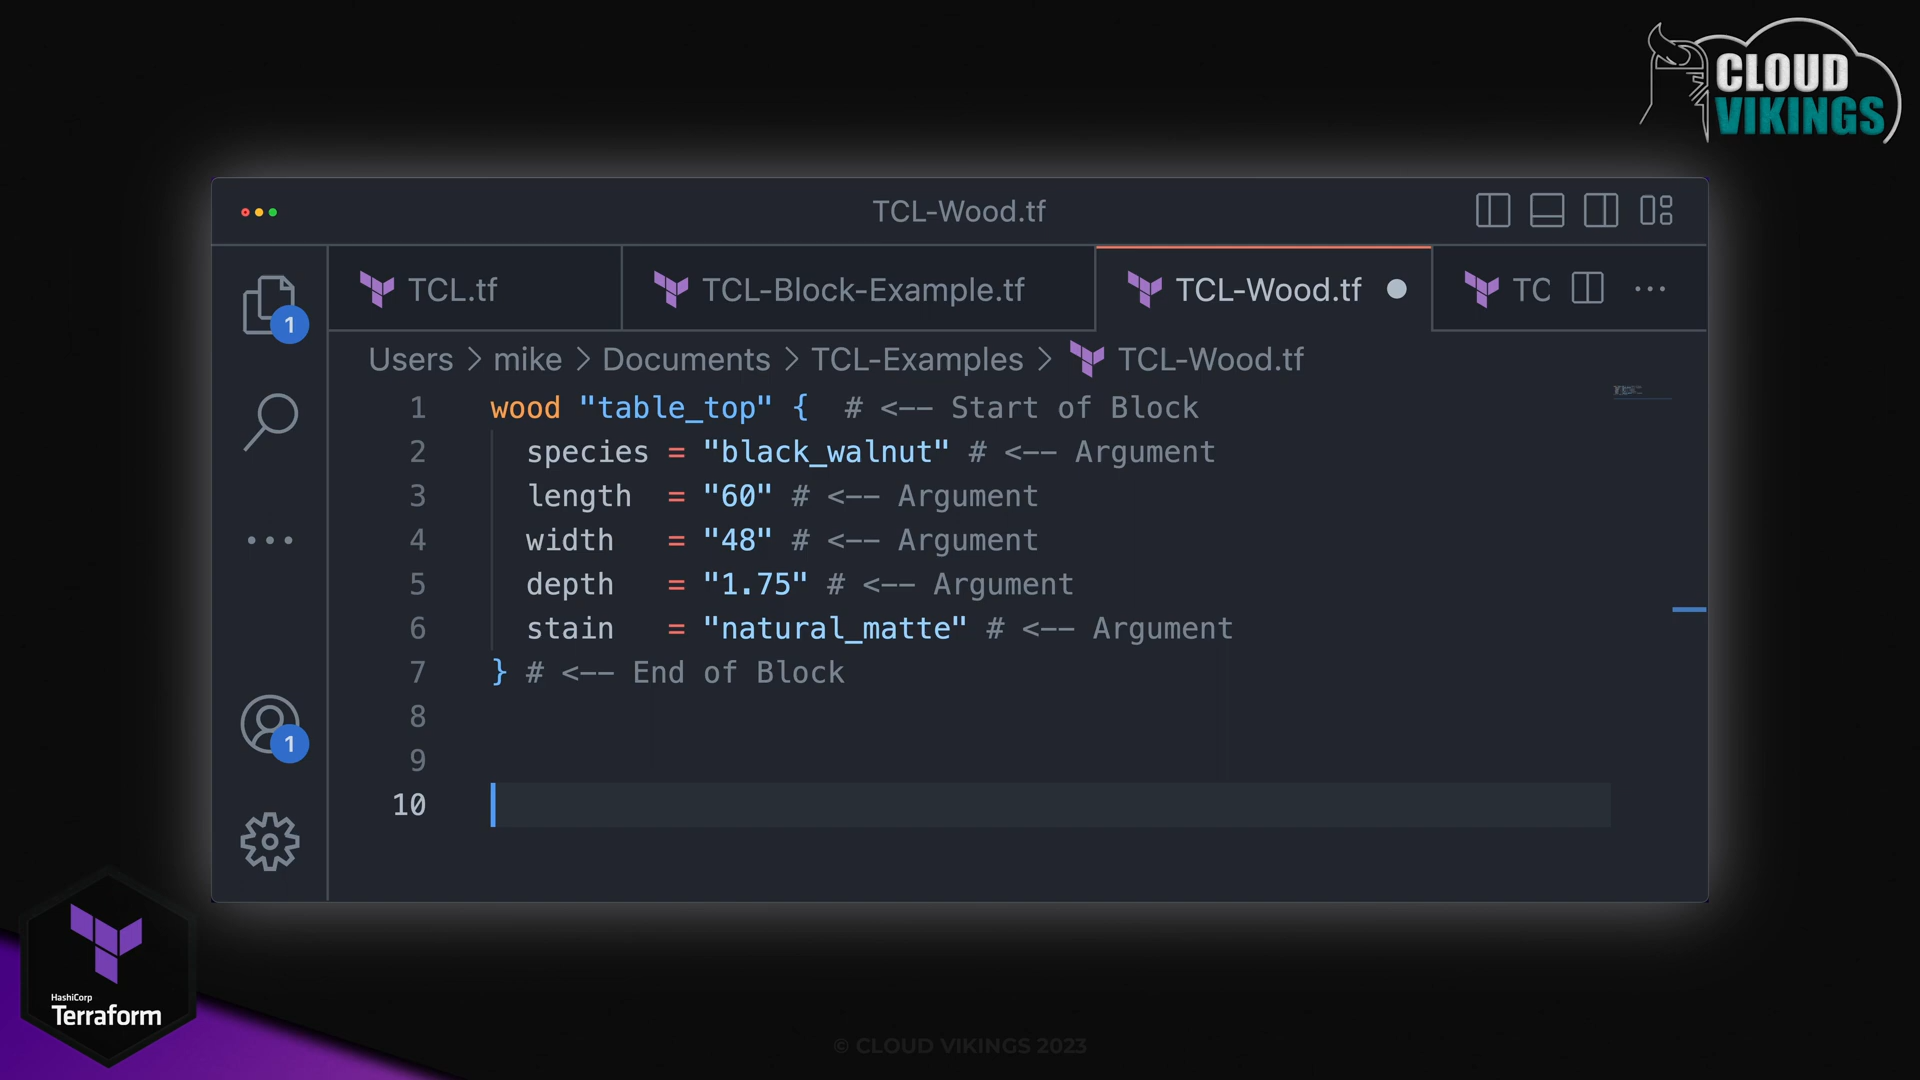 CLOUD
VIKINGS
TCL-Wood.tf
TCL.tf
TCL-Block-Example.tf
TCL-Wood.tf
TC
Users > mike > Documents > TCL-Examples > TCL-Wood.tf
1
1 wood "table_top" { # <-- Start of Block
2 species = "black_walnut" # <-- Argument
3 length = "60" # <-- Argument
4 width = "48" # <-- Argument
5 depth = "1.75" # <-- Argument
6 stain = "natural_matte" # <-- Argument
7 } # <-- End of Block
8
1
9
10
HashiCorp
Terraform
© CLOUD VIKINGS 2023